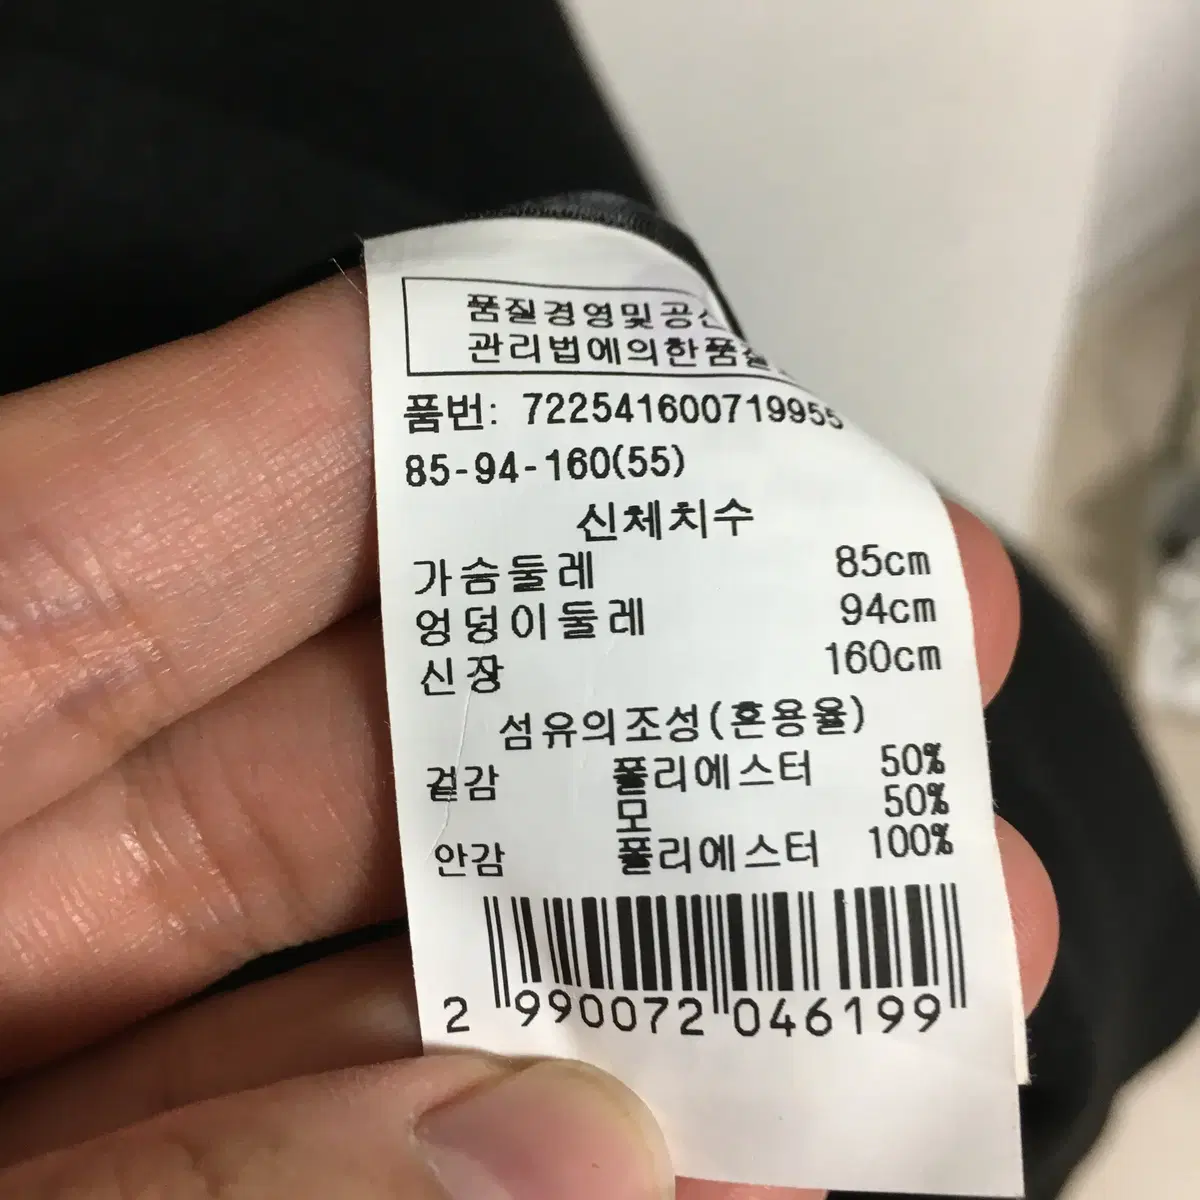 품질경영및
관리법에의한
품번: 722541600719955
85-94-160(55)
신체치수
가슴둘레 85cm
엉덩이둘레 94cm
신장 160cm
섬유의조성(혼용율)
겉감 폴리에스터 50%
모 50%
안감 폴리에스터 100%
2 990072 046199